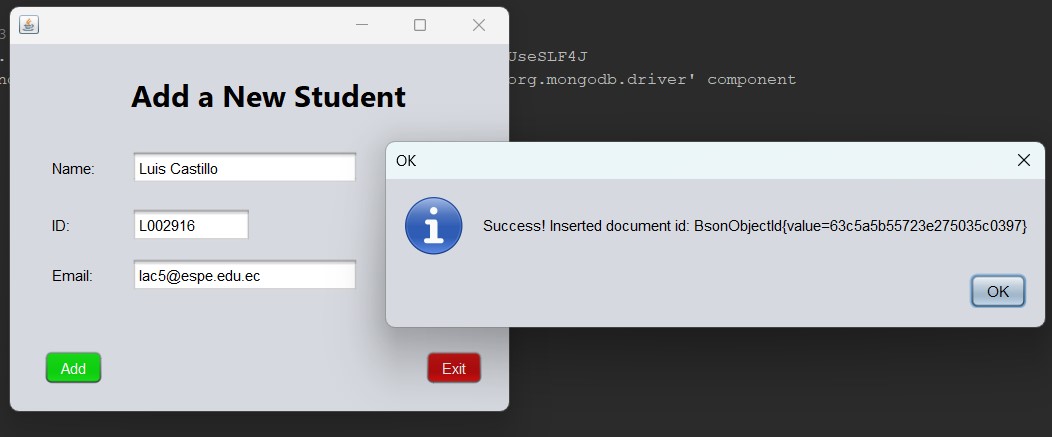 3
UseSLF4J
org.mongodb.driver' component
Add a New Student
Name:
Luis Castillo
ID:
L002916
Email:
lac5@espe.edu.ec
Add
Exit
OK
Success! Inserted document id: BsonObjectId{value=63c5a5b55723e275035c0397}
OK